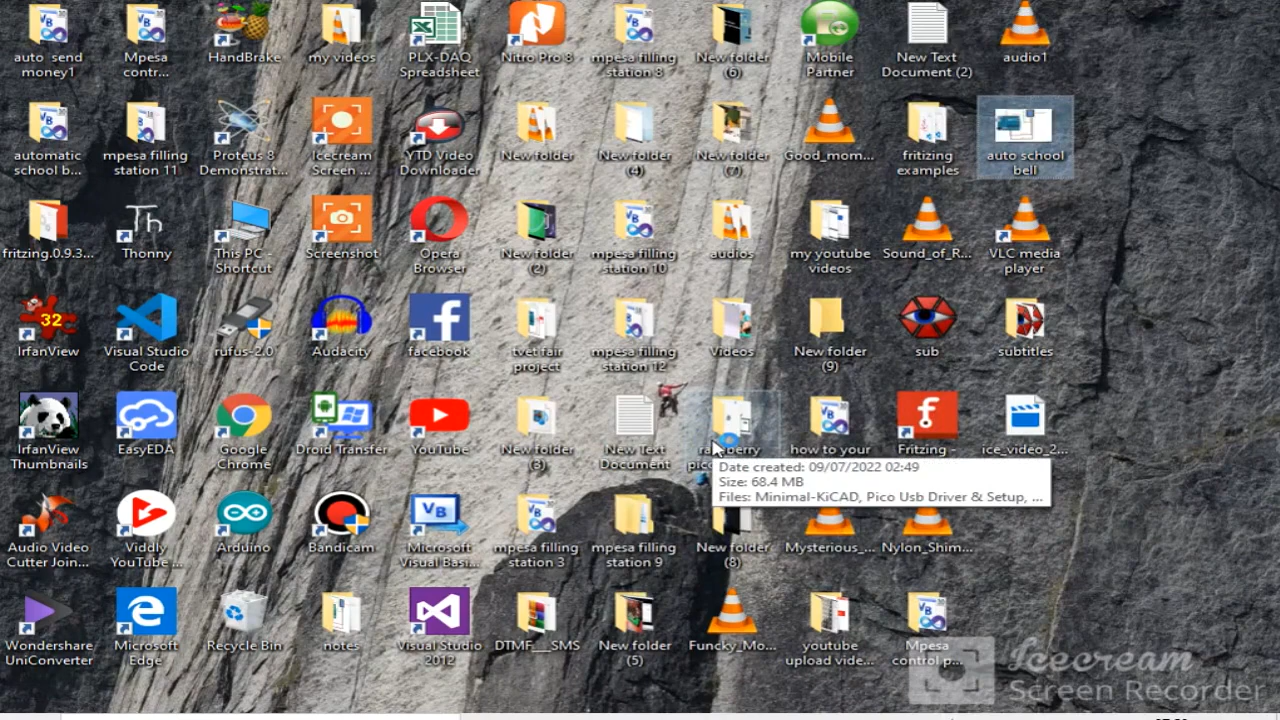 auto send
money1
Mpesa
contr...
HandBrake
my videos
PLX-DAQ
Spreadsheet
Nitro Pro 8
mpesa filling
station 8
New folder
(6)
Mobile
Partner
New Text
Document (2)
audio1
automatic
school b...
mpesa filling
station 11
Proteus 8
Demonstrat...
Icecream
Screen ...
YTD Video
Downloader
New folder
New folder
(4)
New folder
(7)
Good_mom...
fritizing
examples
auto school
bell
fritzing.0.9.3...
Th
Thonny
This PC -
Shortcut
Screenshot
Opera
Browser
New folder
(2)
mpesa filling
station 10
audios
my youtube
videos
Sound_of_R...
VLC media
player
32
IrfanView
Visual Studio
Code
rufus-2.0
Audacity
facebook
tvet fair
project
mpesa filling
station 12
Videos
New folder
(9)
sub
subtitles
IrfanView
Thumbnails
EasyEDA
Google
Chrome
Droid Transfer
YouTube
New folder
(3)
New Text
Document
how to your
Fritzing -
ice_video_2...
Date created: 09/07/2022 02:49
Size: 68.4 MB
Files: Minimal-KiCAD, Pico Usb Driver & Setup, ...
Audio Video
Cutter Join...
Viddly
YouTube ...
Arduino
Bandicam
VB
Microsoft
Visual Basi...
mpesa filling
station 3
mpesa filling
station 9
New folder
(8)
Mysterious_...
Nylon_Shim...
Wondershare
UniConverter
Microsoft
Edge
Recycle Bin
notes
Visual Studio
2012
DTMF___SMS
New folder
(5)
Funcky_Mo...
youtube
upload vide...
Mpesa
control p...
Icecream
Screen Recorder